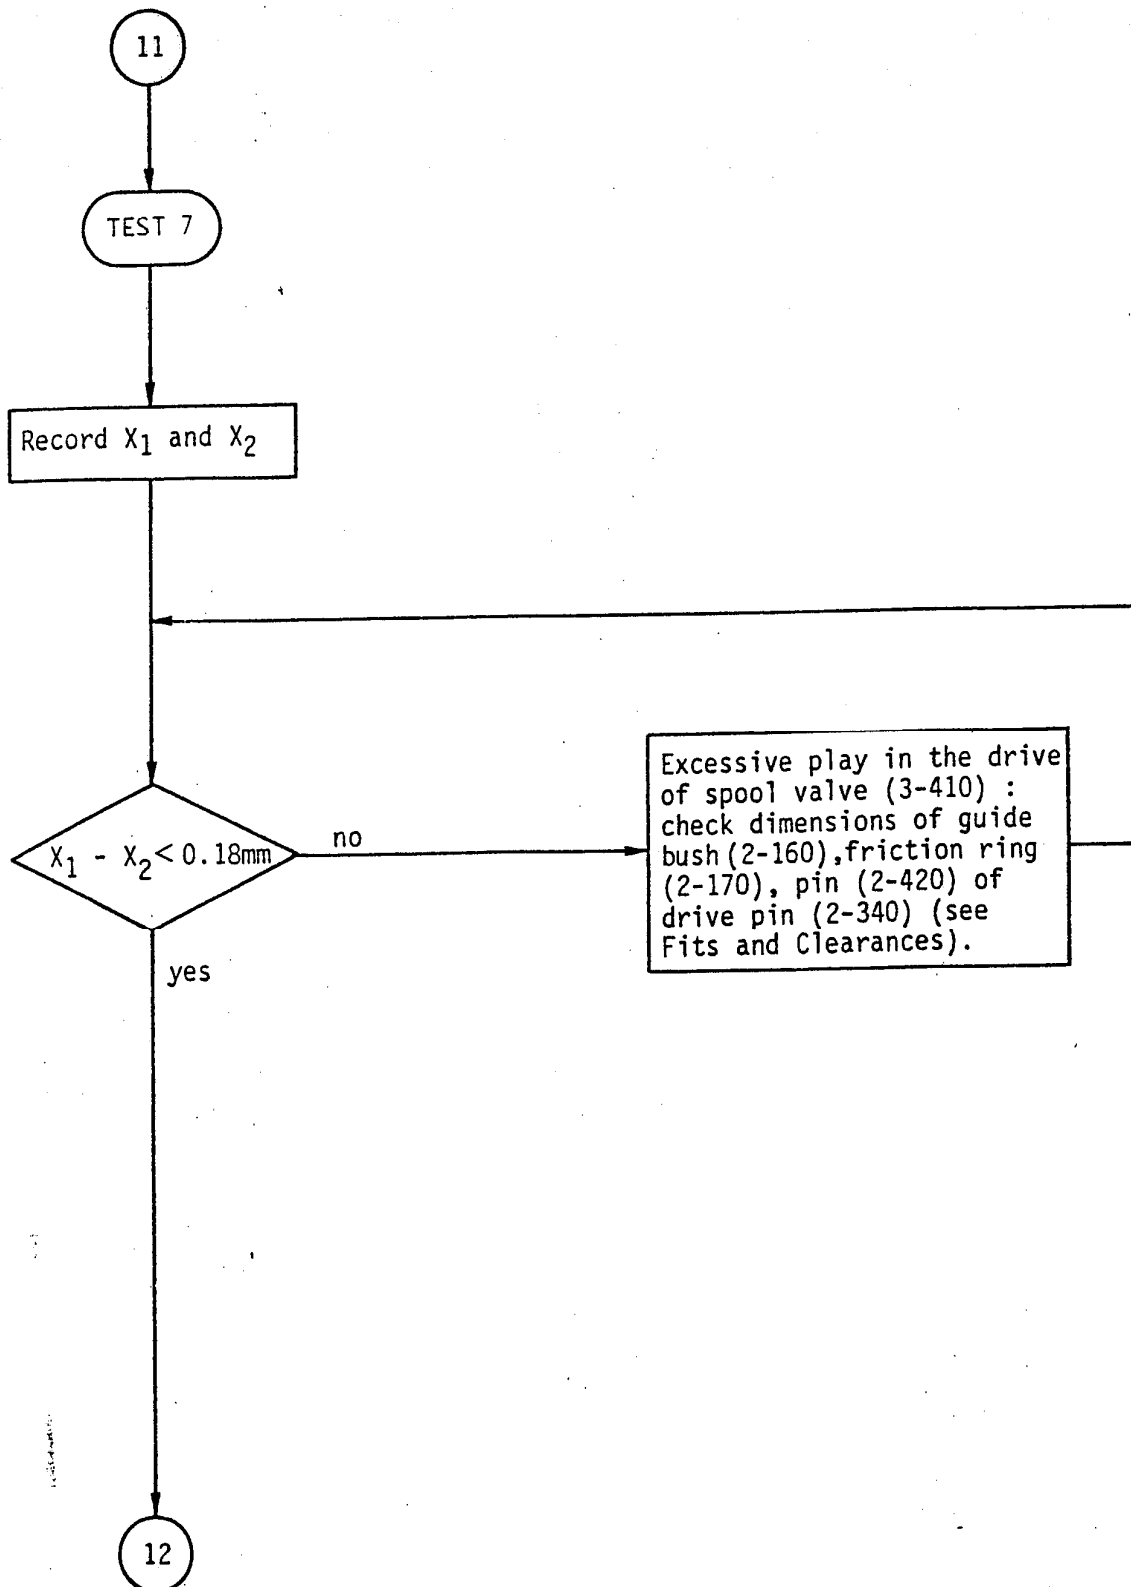 11
TEST 7
Record X1 and X2
X1 - X2 < 0.18mm
no
Excessive play in the drive
of spool valve (3-410) :
check dimensions of guide
bush (2-160), friction ring
(2-170), pin (2-420) of
drive pin (2-340) (see
Fits and Clearances).
yes
12